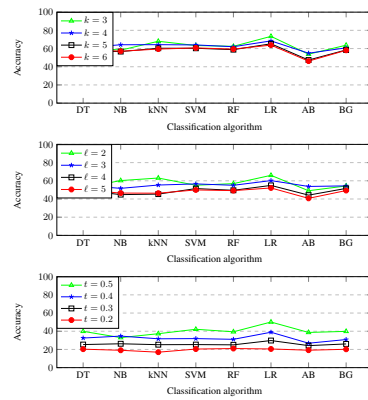 100
80
60
40
20
0
Accuracy
k = 3
k = 4
k = 5
k = 6
DT NB kNN SVM RF LR AB BG
Classification algorithm
100
80
60
40
20
0
Accuracy
ℓ = 2
ℓ = 3
ℓ = 4
ℓ = 5
DT NB kNN SVM RF LR AB BG
Classification algorithm
100
80
60
40
20
0
Accuracy
t = 0.5
t = 0.4
t = 0.3
t = 0.2
DT NB kNN SVM RF LR AB BG
Classification algorithm